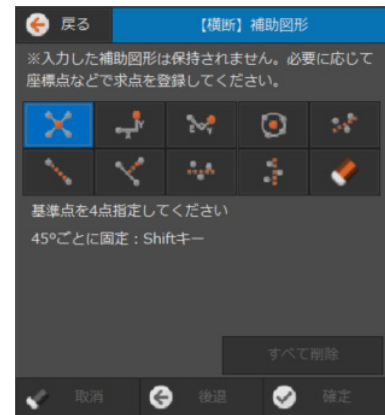 戻る
【横断】補助図形
※入力した補助図形は保持されません。必要に応じて
座標点などで求点を登録してください。
基準点を4点指定してください
45°ごとに固定：Shiftキー
すべて削除
取消
後退
確定